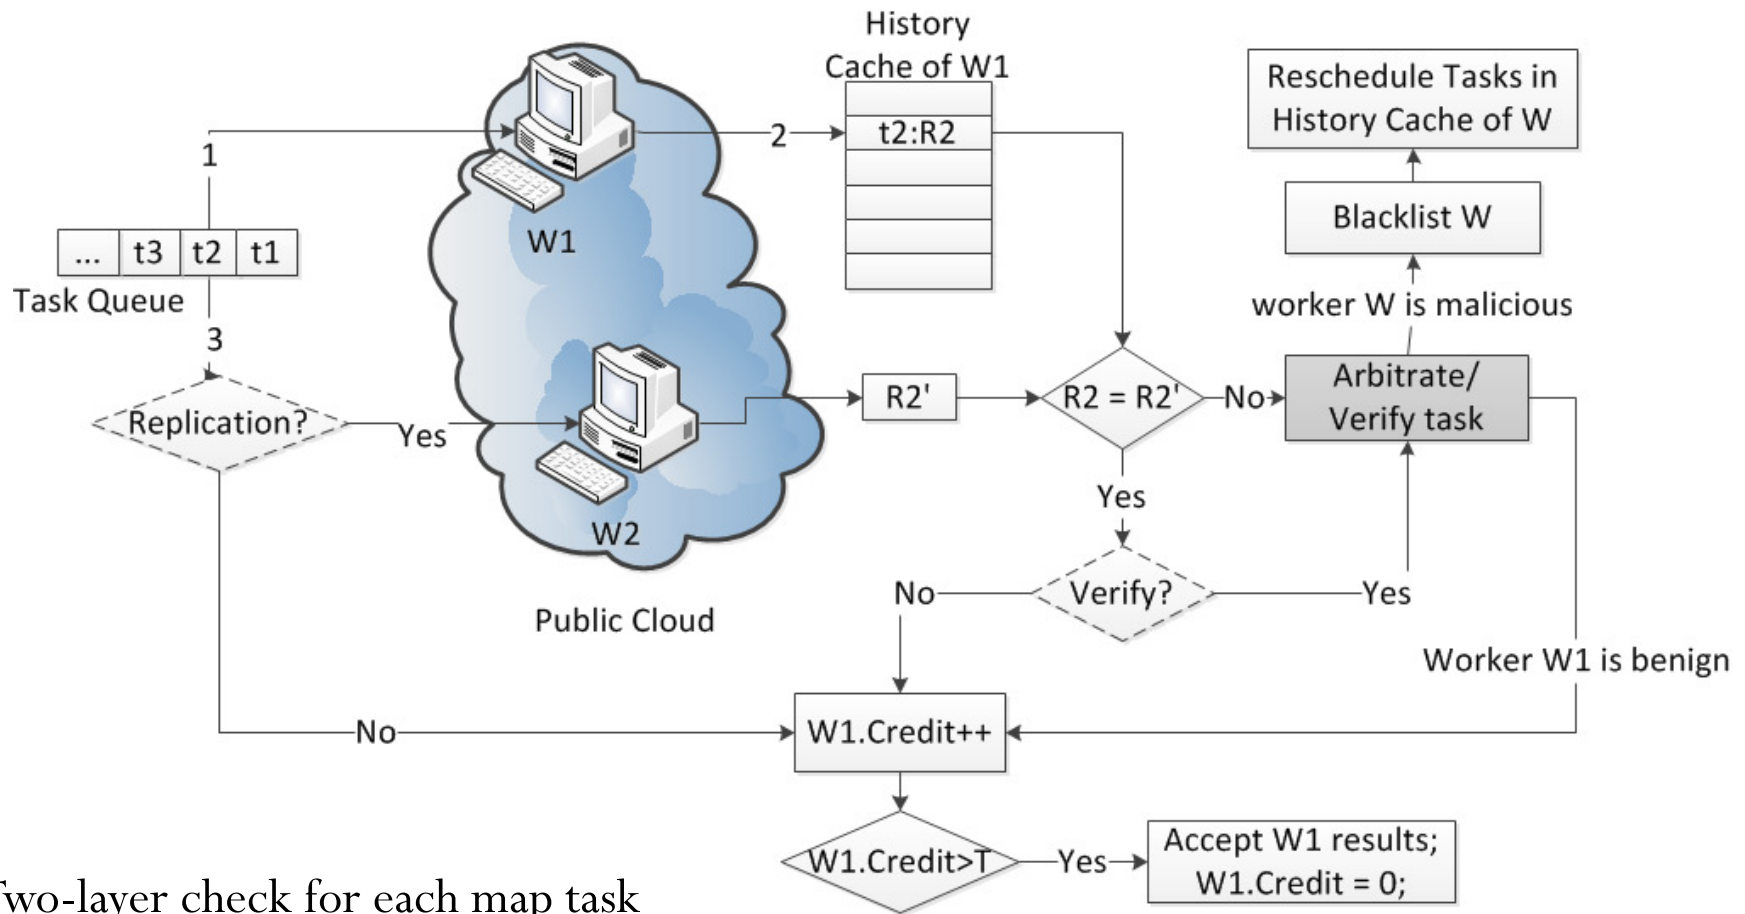 History
Cache of W1
t2:R2
Reschedule Tasks in
History Cache of W
Blacklist W
worker W is malicious
1
2
W1
... t3 t2 t1
Task Queue
3
Replication?
Yes
W2
Public Cloud
R2'
R2 = R2'
No
Arbitrate/
Verify task
Yes
Verify?
No
Yes
Worker W1 is benign
No
W1.Credit++
W1.Credit>T
Yes
Accept W1 results;
W1.Credit = 0;
Two-layer check for each map task